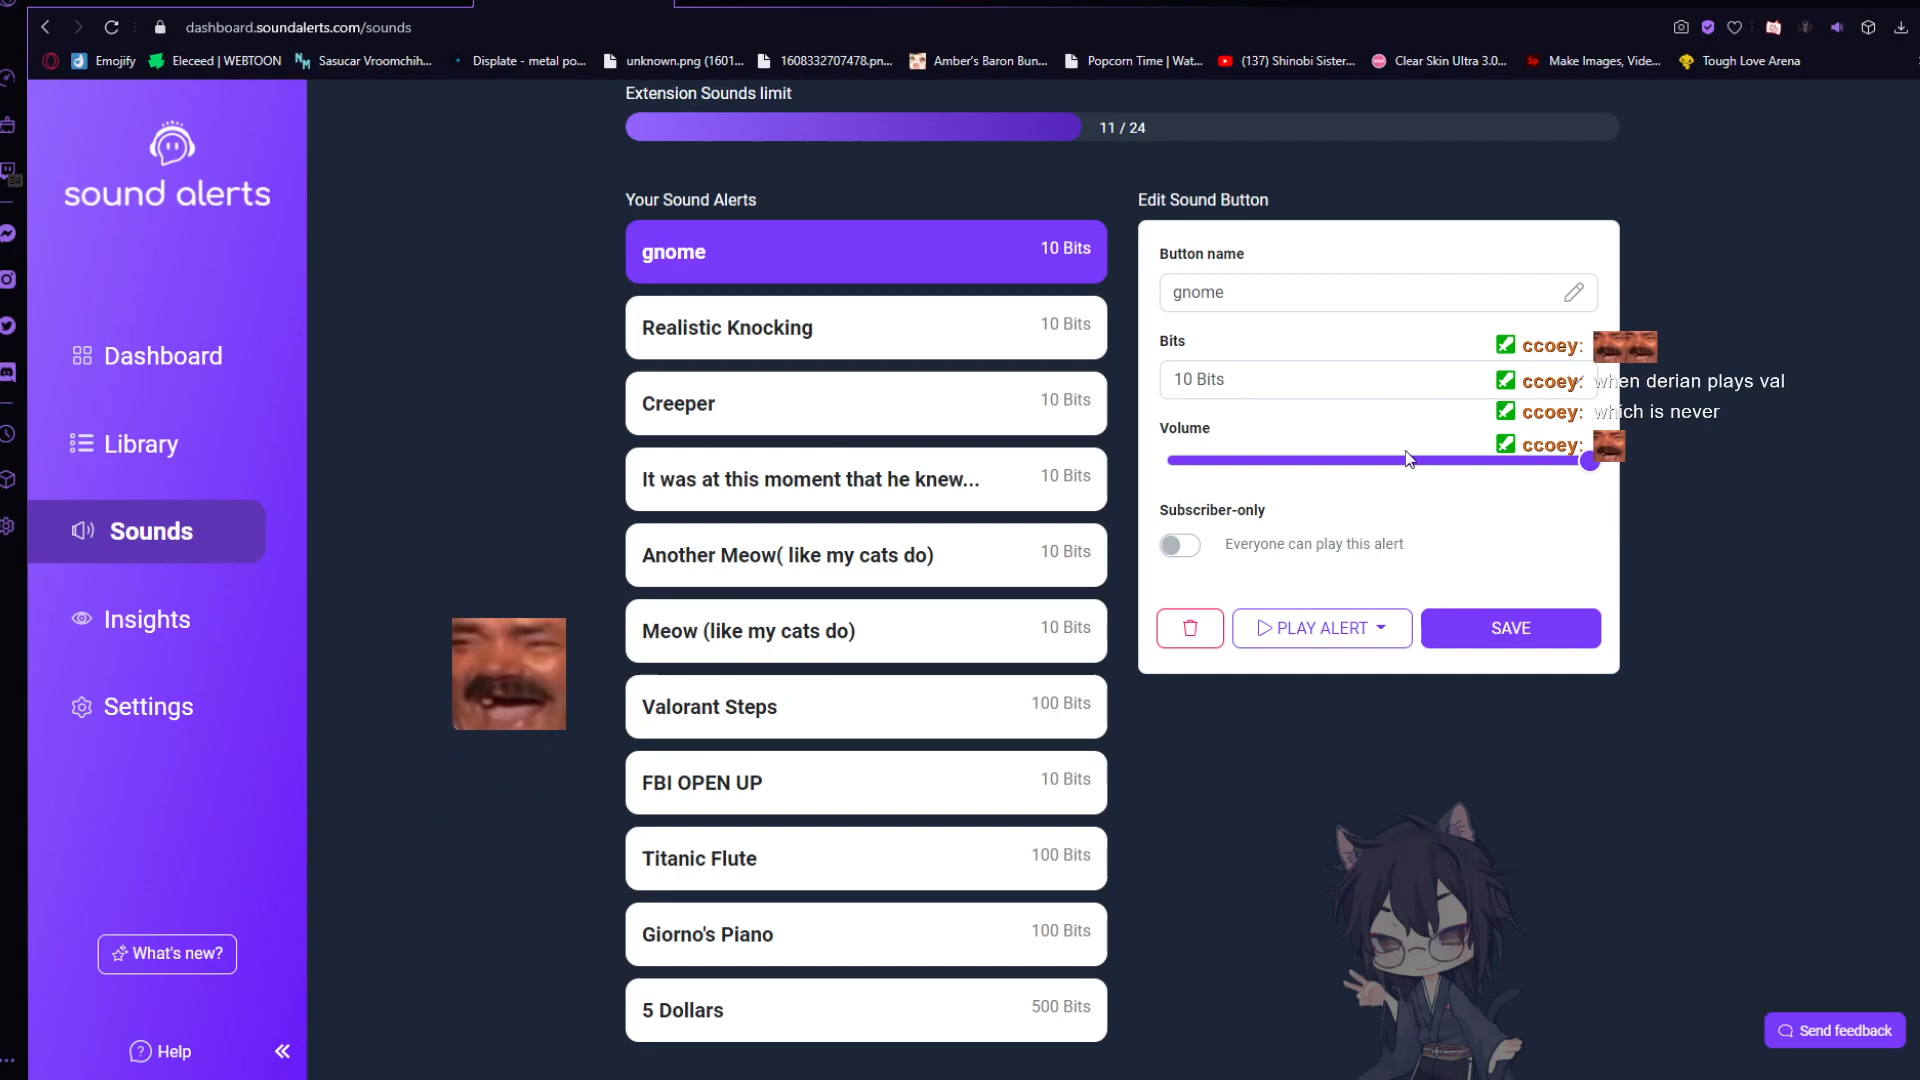 dashboard.soundalerts.com/sounds
Emojify
Eleceed | WEBTOON
Sasucar Vroomchih...
Displate - metal po...
unknown.png (1601...
1608332707478.pn...
Amber's Baron Bun...
Popcorn Time | Wat...
(137) Shinobi Sister...
Clear Skin Ultra 3.0...
Make Images, Vide...
Tough Love Arena
sound alerts
Dashboard
Library
Sounds
Insights
Settings
What's new?
Help
Extension Sounds limit
11 / 24
Your Sound Alerts
gnome 10 Bits
Realistic Knocking 10 Bits
Creeper 10 Bits
It was at this moment that he knew... 10 Bits
Another Meow( like my cats do) 10 Bits
Meow (like my cats do) 10 Bits
Valorant Steps 100 Bits
FBI OPEN UP 10 Bits
Titanic Flute 100 Bits
Giorno's Piano 100 Bits
5 Dollars 500 Bits
Edit Sound Button
Button name
gnome
Bits
10 Bits
Volume
Subscriber-only
Everyone can play this alert
PLAY ALERT
SAVE
ccoey:
ccoey: when derian plays val
ccoey: which is never
ccoey:
Send feedback